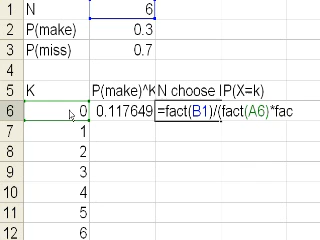 1 N 6
2 P(make) 0.3
3 P(miss) 0.7
4
5 K P(make)^K N choose P(X=k)
6 0 0.117649 =fact(B1)/(fact(A6)*fac
7 1
8 2
9 3
10 4
11 5
12 6